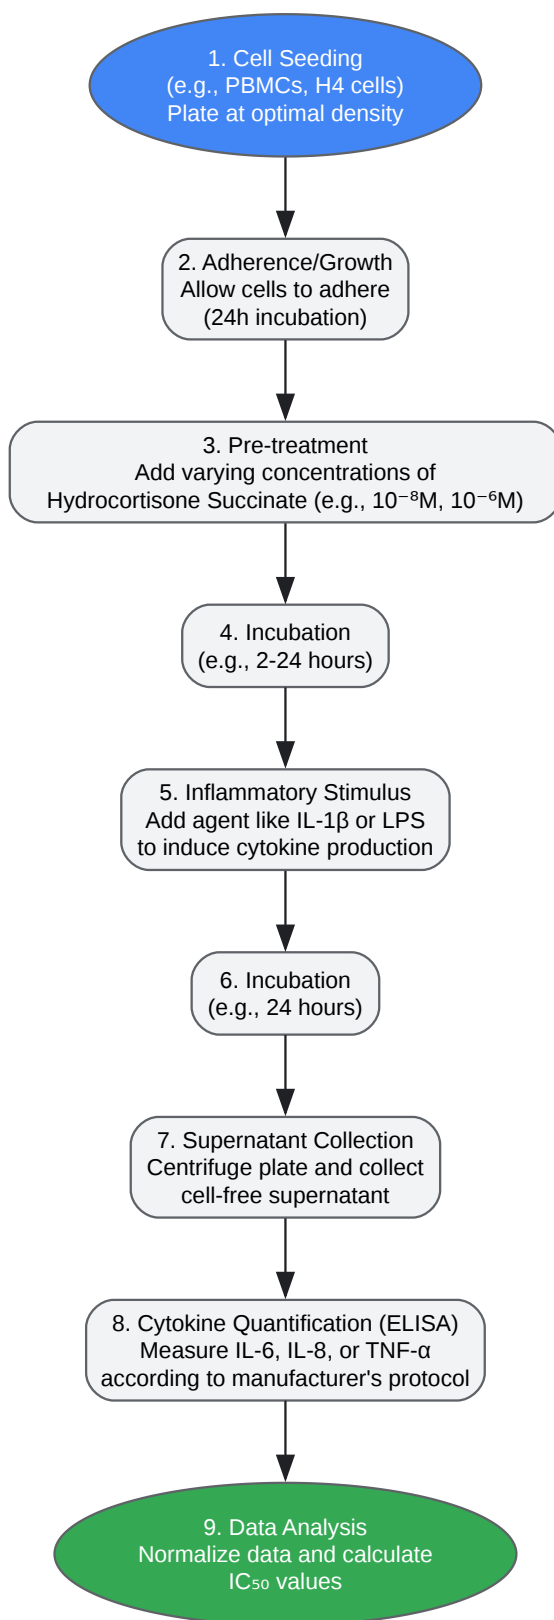 1. Cell Seeding
(e.g., PBMCs, H4 cells)
Plate at optimal density
2. Adherence/Growth
Allow cells to adhere
(24h incubation)
3. Pre-treatment
Add varying concentrations of
Hydrocortisone Succinate (e.g., 10⁻⁸M, 10⁻⁶M)
4. Incubation
(e.g., 2-24 hours)
5. Inflammatory Stimulus
Add agent like IL-1β or LPS
to induce cytokine production
6. Incubation
(e.g., 24 hours)
7. Supernatant Collection
Centrifuge plate and collect
cell-free supernatant
8. Cytokine Quantification (ELISA)
Measure IL-6, IL-8, or TNF-α
according to manufacturer's protocol
9. Data Analysis
Normalize data and calculate
IC₅₀ values